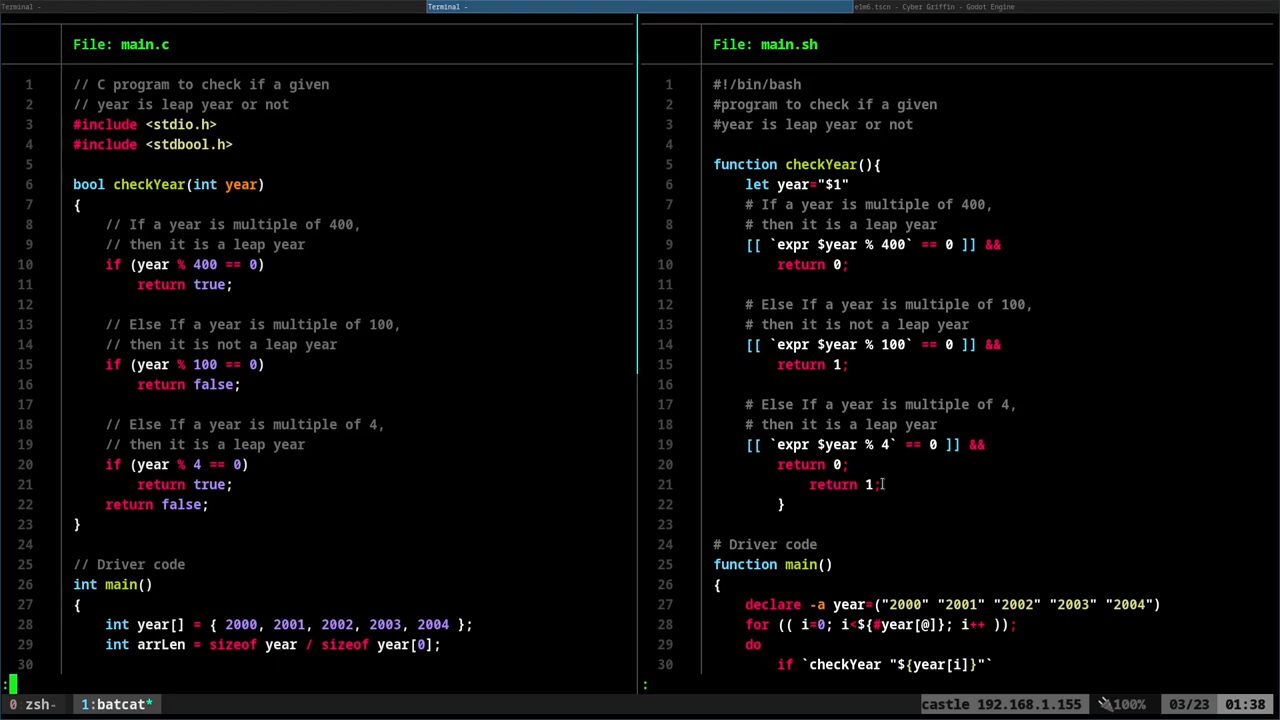 Terminal -
Terminal -
e1m6.tscn - Cyber Griffin - Godot Engine
File: main.c
1 // C program to check if a given
2 // year is leap year or not
3 #include <stdio.h>
4 #include <stdbool.h>
5
6 bool checkYear(int year)
7 {
8 // If a year is multiple of 400,
9 // then it is a leap year
10 if (year % 400 == 0)
11 return true;
12
13 // Else If a year is multiple of 100,
14 // then it is not a leap year
15 if (year % 100 == 0)
16 return false;
17
18 // Else If a year is multiple of 4,
19 // then it is a leap year
20 if (year % 4 == 0)
21 return true;
22 return false;
23 }
24
25 // Driver code
26 int main()
27 {
28 int year[] = { 2000, 2001, 2002, 2003, 2004 };
29 int arrLen = sizeof year / sizeof year[0];
30
:
File: main.sh
1 #!/bin/bash
2 #program to check if a given
3 #year is leap year or not
4
5 function checkYear(){
6 let year="$1"
7 # If a year is multiple of 400,
8 # then it is a leap year
9 [[ `expr $year % 400` == 0 ]] &&
10 return 0;
11
12 # Else If a year is multiple of 100,
13 # then it is not a leap year
14 [[ `expr $year % 100` == 0 ]] &&
15 return 1;
16
17 # Else If a year is multiple of 4,
18 # then it is a leap year
19 [[ `expr $year % 4` == 0 ]] &&
20 return 0;
21 return 1;
22 }
23
24 # Driver code
25 function main()
26 {
27 declare -a year=("2000" "2001" "2002" "2003" "2004")
28 for (( i=0; i<${#year[@]}; i++ ));
29 do
30 if `checkYear "${year[i]}"`
:
0 zsh- 1:batcat* castle 192.168.1.155 100% 03/23 01:38